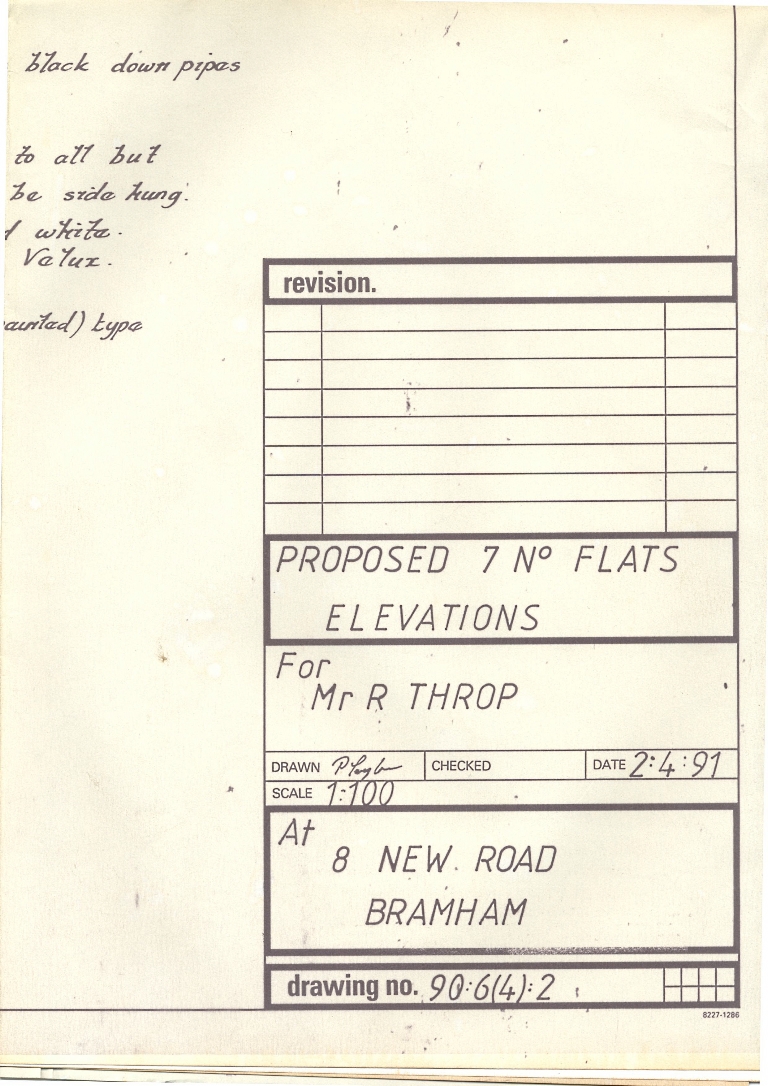 black down pipes
to all but
be side hung.
white.
Velux.
type
revision.
PROPOSED 7 Nº FLATS
ELEVATIONS
For
Mr R THROP
DRAWN CHECKED DATE 2:4:91
SCALE 1:100
At
8 NEW ROAD
BRAMHAM
drawing no. 90:6(4):2
8227-1286